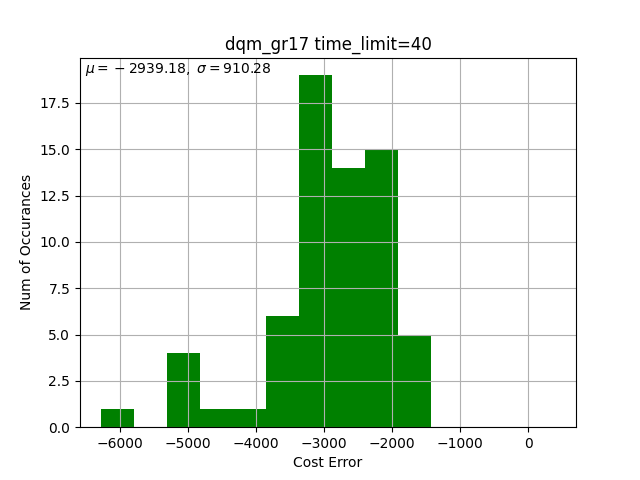 dqm_gr17 time_limit=40
μ = −2939.18, σ = 910.28
17.5
15.0
12.5
10.0
7.5
5.0
2.5
0.0
Num of Occurances
−6000 −5000 −4000 −3000 −2000 −1000 0
Cost Error